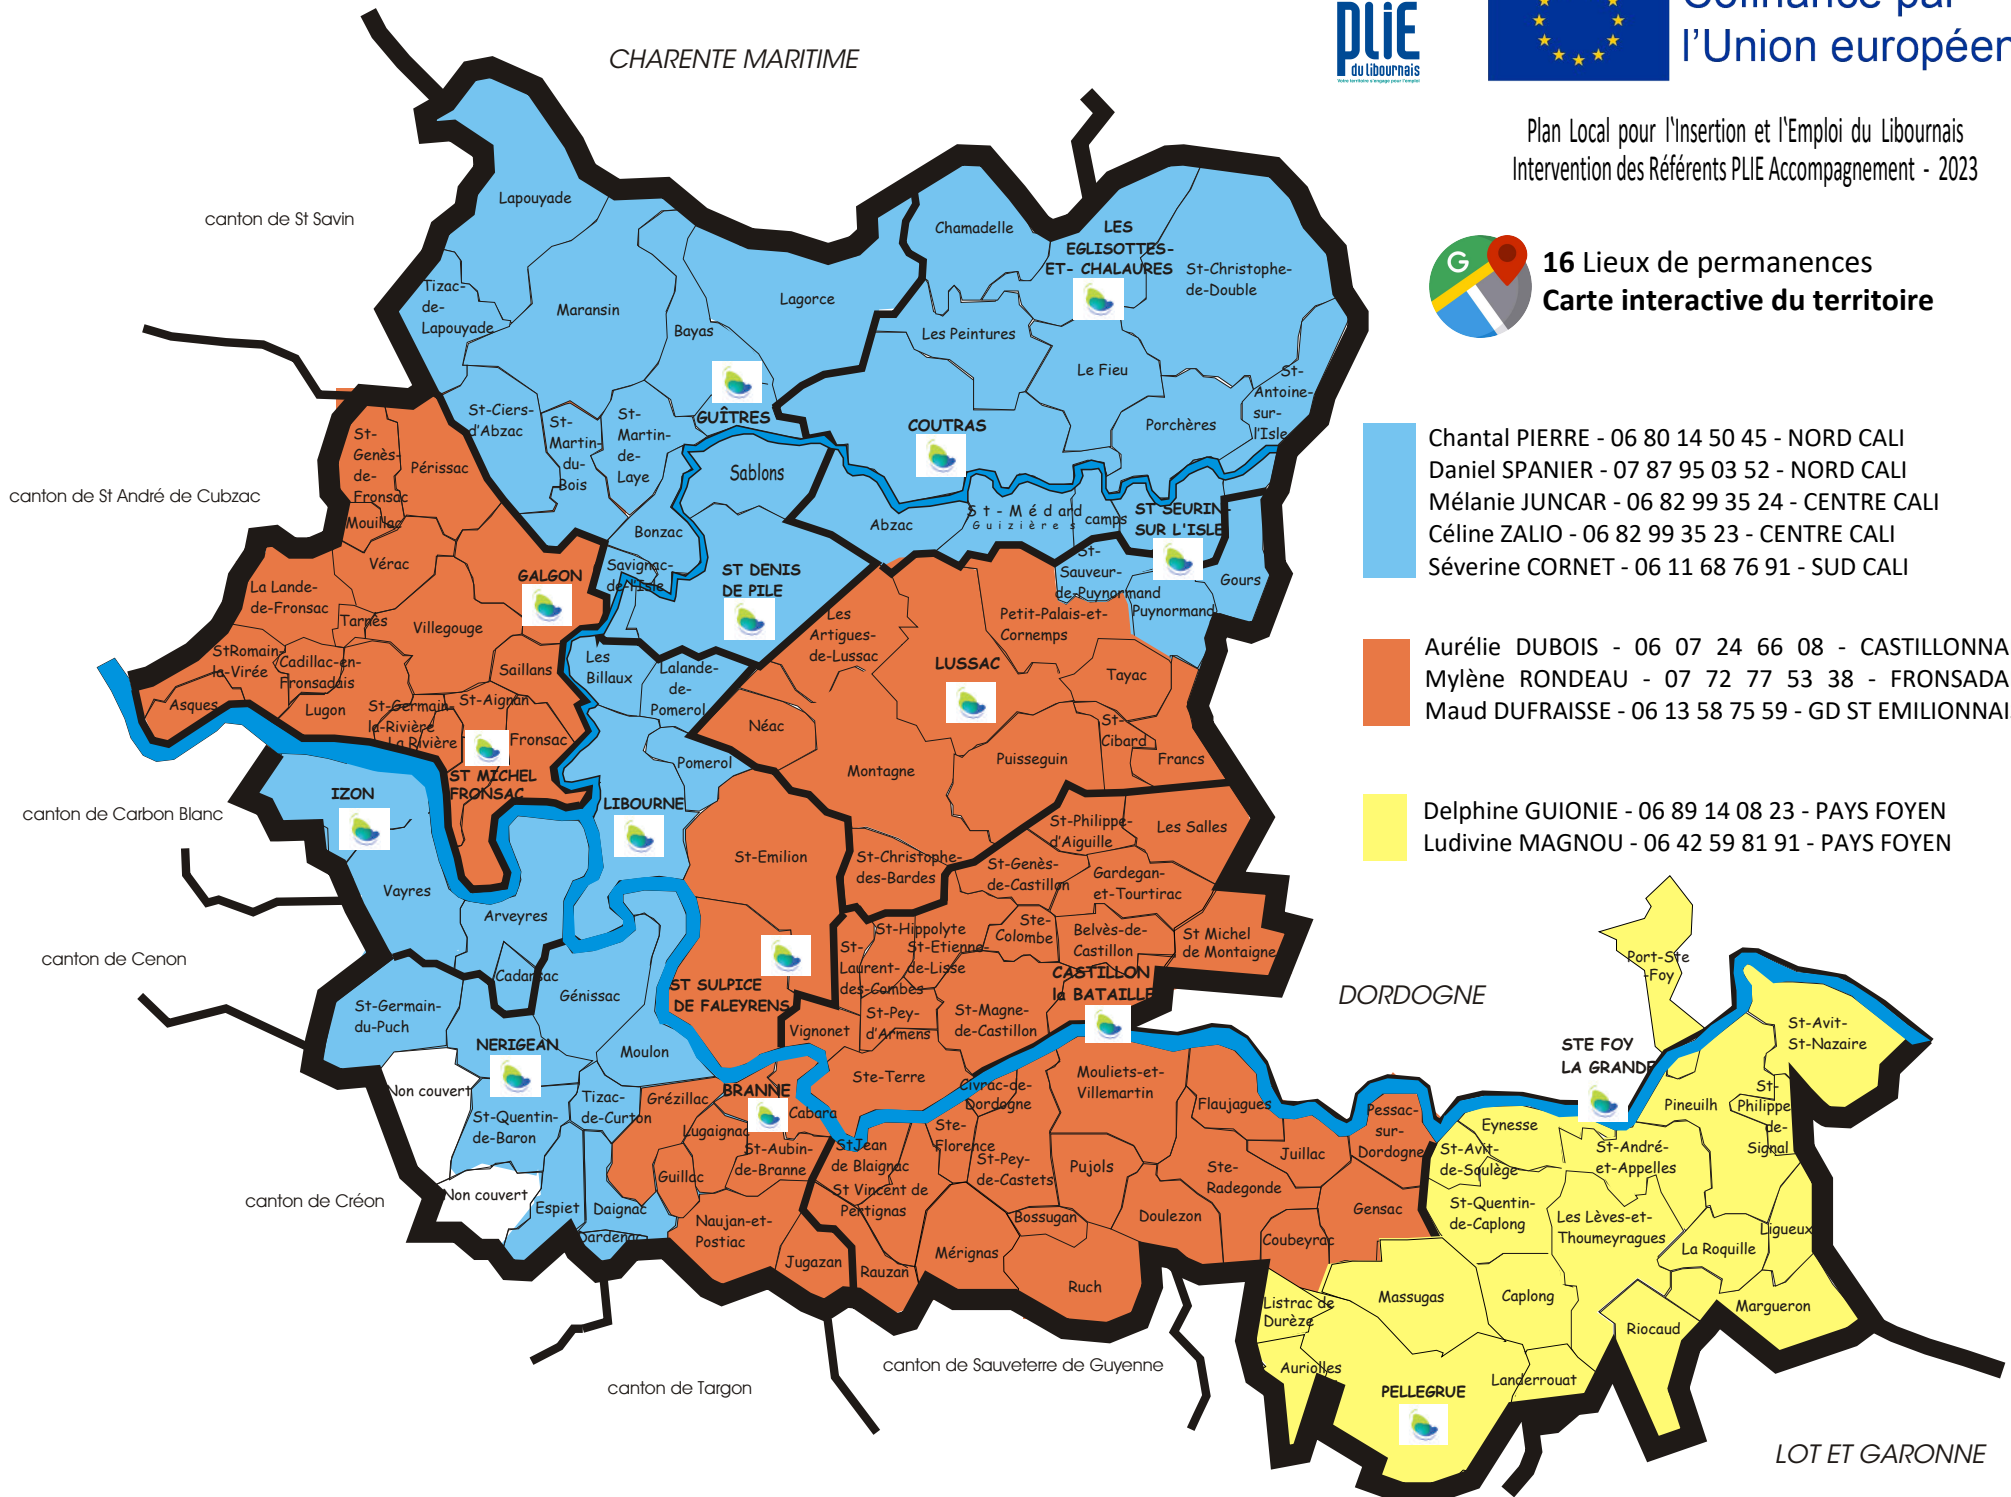 PLIE
du libournais
Cofinancé par
l'Union européen
Plan Local pour l'Insertion et l'Emploi du Libournais
Intervention des Référents PLIE Accompagnement - 2023
G
16 Lieux de permanences
Carte interactive du territoire
Chantal PIERRE - 06 80 14 50 45 - NORD CALI
Daniel SPANIER - 07 87 95 03 52 - NORD CALI
Mélanie JUNCAR - 06 82 99 35 24 - CENTRE CALI
Céline ZALIO - 06 82 99 35 23 - CENTRE CALI
Séverine CORNET - 06 11 68 76 91 - SUD CALI
Aurélie DUBOIS - 06 07 24 66 08 - CASTILLONNA
Mylène RONDEAU - 07 72 77 53 38 - FRONSADA
Maud DUFRAISSE - 06 13 58 75 59 - GD ST EMILIONNAI
Delphine GUIONIE - 06 89 14 08 23 - PAYS FOYEN
Ludivine MAGNOU - 06 42 59 81 91 - PAYS FOYEN
CHARENTE MARITIME
canton de St Savin
canton de St André de Cubzac
canton de Carbon Blanc
canton de Cenon
canton de Créon
canton de Targon
canton de Sauveterre de Guyenne
DORDOGNE
LOT ET GARONNE
Lapouyade
Tizac-
de-
Lapouyade
Maransin
Bayas
Lagorce
Chamadelle
LES
EGLISOTTES-
ET- CHALAURES
St-Christophe-
de-Double
Les Peintures
Le Fieu
St-
Antoine-
sur-
l'Isle
Porchères
COUTRAS
GUÎTRES
St-Ciers-
d'Abzac
St-
Martin-
du-
Bois
St-
Martin-
de-
Laye
Sablons
Bonzac
Savignac-
de-l'Isle
ST DENIS
DE PILE
Abzac
St-Médard
Guizières
camps
ST SEURIN-
SUR L'ISLE
St-
Sauveur-
de-Puynormand
Puynormand
Gours
St-
Genès-
de-
Fronsac
Périssac
Mouillac
Vérac
GALGON
La Lande-
de-Fronsac
Tarnès
Villegouge
StRomain-
la-Virée
Cadillac-en-
Fronsadais
Saillans
Asques
Lugon
St-Germain-
la-Rivière
La Rivière
St-Aignan
Fronsac
ST MICHEL
FRONSAC
Les
Billaux
Lalande-
de-
Pomerol
Pomerol
LIBOURNE
Les
Artigues-
de-Lussac
LUSSAC
Petit-Palais-et-
Cornemps
Tayac
Néac
Montagne
Puisseguin
St-
Cibard
Francs
IZON
Vayres
Arveyres
Cadarsac
Génissac
St-Germain-
du-Puch
NERIGEAN
Moulon
Non couvert
St-Quentin-
de-Baron
Tizac-
de-Curton
Non couvert
Espiet
Daignac
Dardenac
St-Emilion
St-Christophe-
des-Bardes
St-Philippe-
d'Aiguille
Les Salles
St-Genès-
de-Castillon
Gardegan-
et-Tourtirac
St-Hippolyte
St-Etienne-
de-Lisse
St-
Laurent-
des-Combes
Ste-
Colombe
Belvès-de-
Castillon
St Michel
de Montaigne
CASTILLON
la BATAILLE
ST SULPICE
DE FALEYRENS
Vignonet
St-Pey-
d'Armens
St-Magne-
de-Castillon
Ste-Terre
BRANNE
Cabara
Grézillac
Lugaignac
St-Aubin-
de-Branne
Guillac
Naujan-et-
Postiac
Jugazan
StJean
de Blaignac
St Vincent de
Pertignas
Rauzan
Civrac-de-
Dordogne
Ste-
Florence
St-Pey-
de-Castets
Mouliets-et-
Villemartin
Flaujagues
Pujols
Ste-
Radegonde
Juillac
Pessac-
sur-
Dordogne
Bossugan
Doulezon
Mérignas
Ruch
Coubeyrac
Gensac
Port-Ste
-Foy
STE FOY
LA GRANDE
St-Avit-
St-Nazaire
Pineuilh
St-
Philippe
de-
Signal
Eynesse
St-Avit-
de-Soulège
St-André-
et-Appelles
St-Quentin-
de-Caplong
Les Lèves-et-
Thoumeyragues
La Roquille
Ligueux
Margueron
Riocaud
Caplong
Massugas
Listrac de
Durèze
Auriolles
PELLEGRUE
Landerrouat